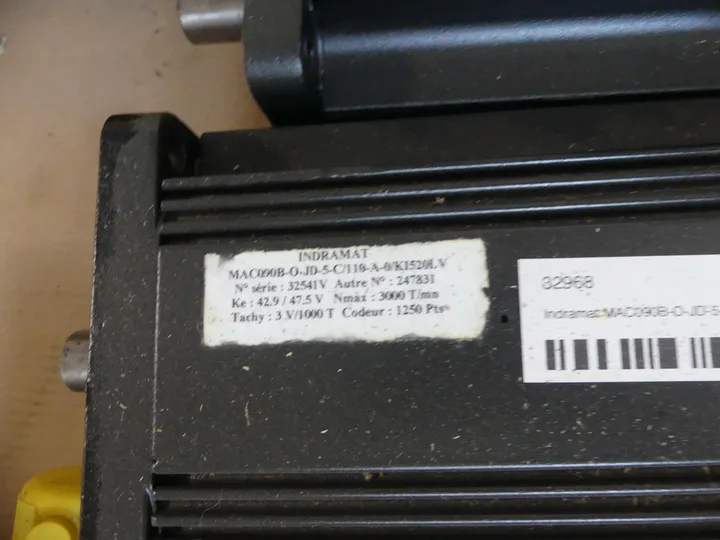 INDRAMAT
MAC090B-O-JD-5-C/110-A-0/KI520LV
N° série : 32541V Autre N° : 247831
Ke : 42.9 / 47.5 V Nmax : 3000 T/mn
Tachy : 3 V/1000 T Codeur : 1250 Pts°
32968
Indramat MAC090B-O-JD-5-